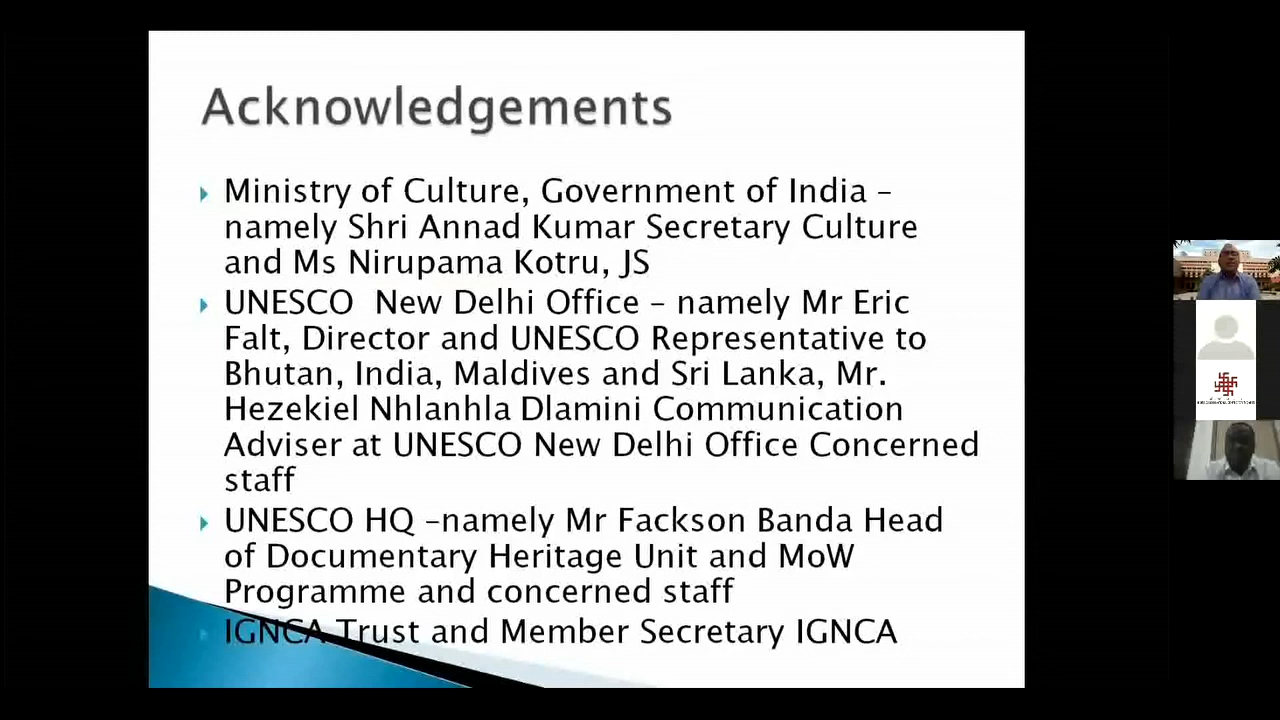 Acknowledgements
Ministry of Culture, Government of India –
namely Shri Annad Kumar Secretary Culture
and Ms Nirupama Kotru, JS
UNESCO  New Delhi Office – namely Mr Eric
Falt, Director and UNESCO Representative to
Bhutan, India, Maldives and Sri Lanka, Mr.
Hezekiel Nhlanhla Dlamini Communication
Adviser at UNESCO New Delhi Office Concerned
staff
UNESCO HQ –namely Mr Fackson Banda Head
of Documentary Heritage Unit and MoW
Programme and concerned staff
IGNCA Trust and Member Secretary IGNCA